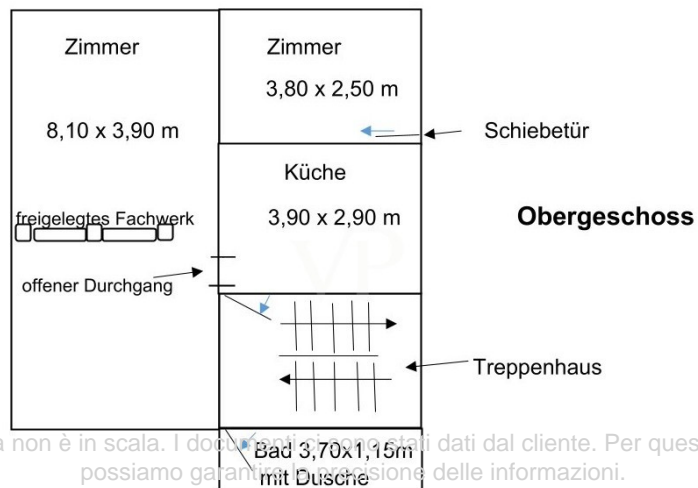 Zimmer
8,10 x 3,90 m
Zimmer
3,80 x 2,50 m
Schiebetür
Küche
3,90 x 2,90 m
freigelegtes Fachwerk
offener Durchgang
Obergeschoss
VP
Treppenhaus
a non è in scala. I documenti ci sono stati dati dal cliente. Per ques
possiamo garantire la precisione delle informazioni.
Bad 3,70x1,15m
mit Dusche